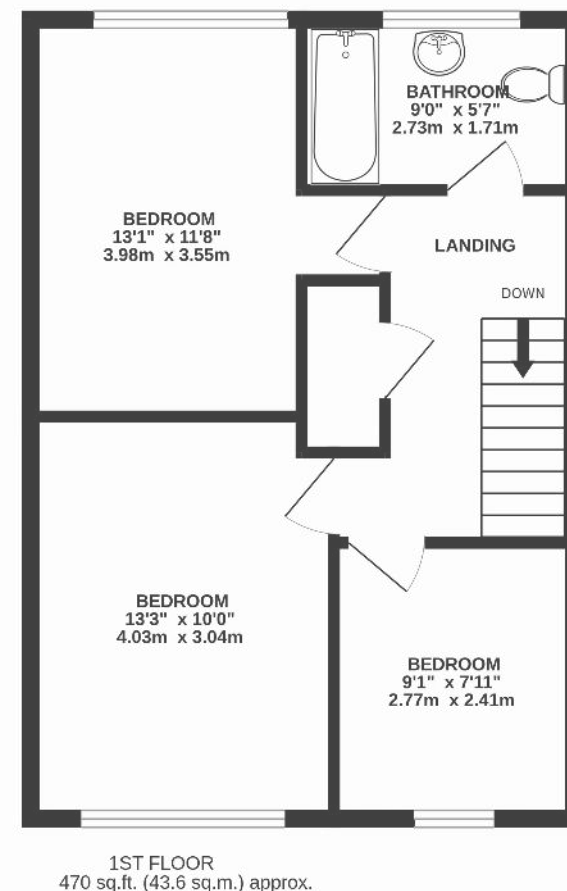 BATHROOM
9'0" x 5'7"
2.73m x 1.71m
BEDROOM
13'1" x 11'8"
3.98m x 3.55m
LANDING
DOWN
BEDROOM
13'3" x 10'0"
4.03m x 3.04m
BEDROOM
9'1" x 7'11"
2.77m x 2.41m
1ST FLOOR
470 sq.ft. (43.6 sq.m.) approx.